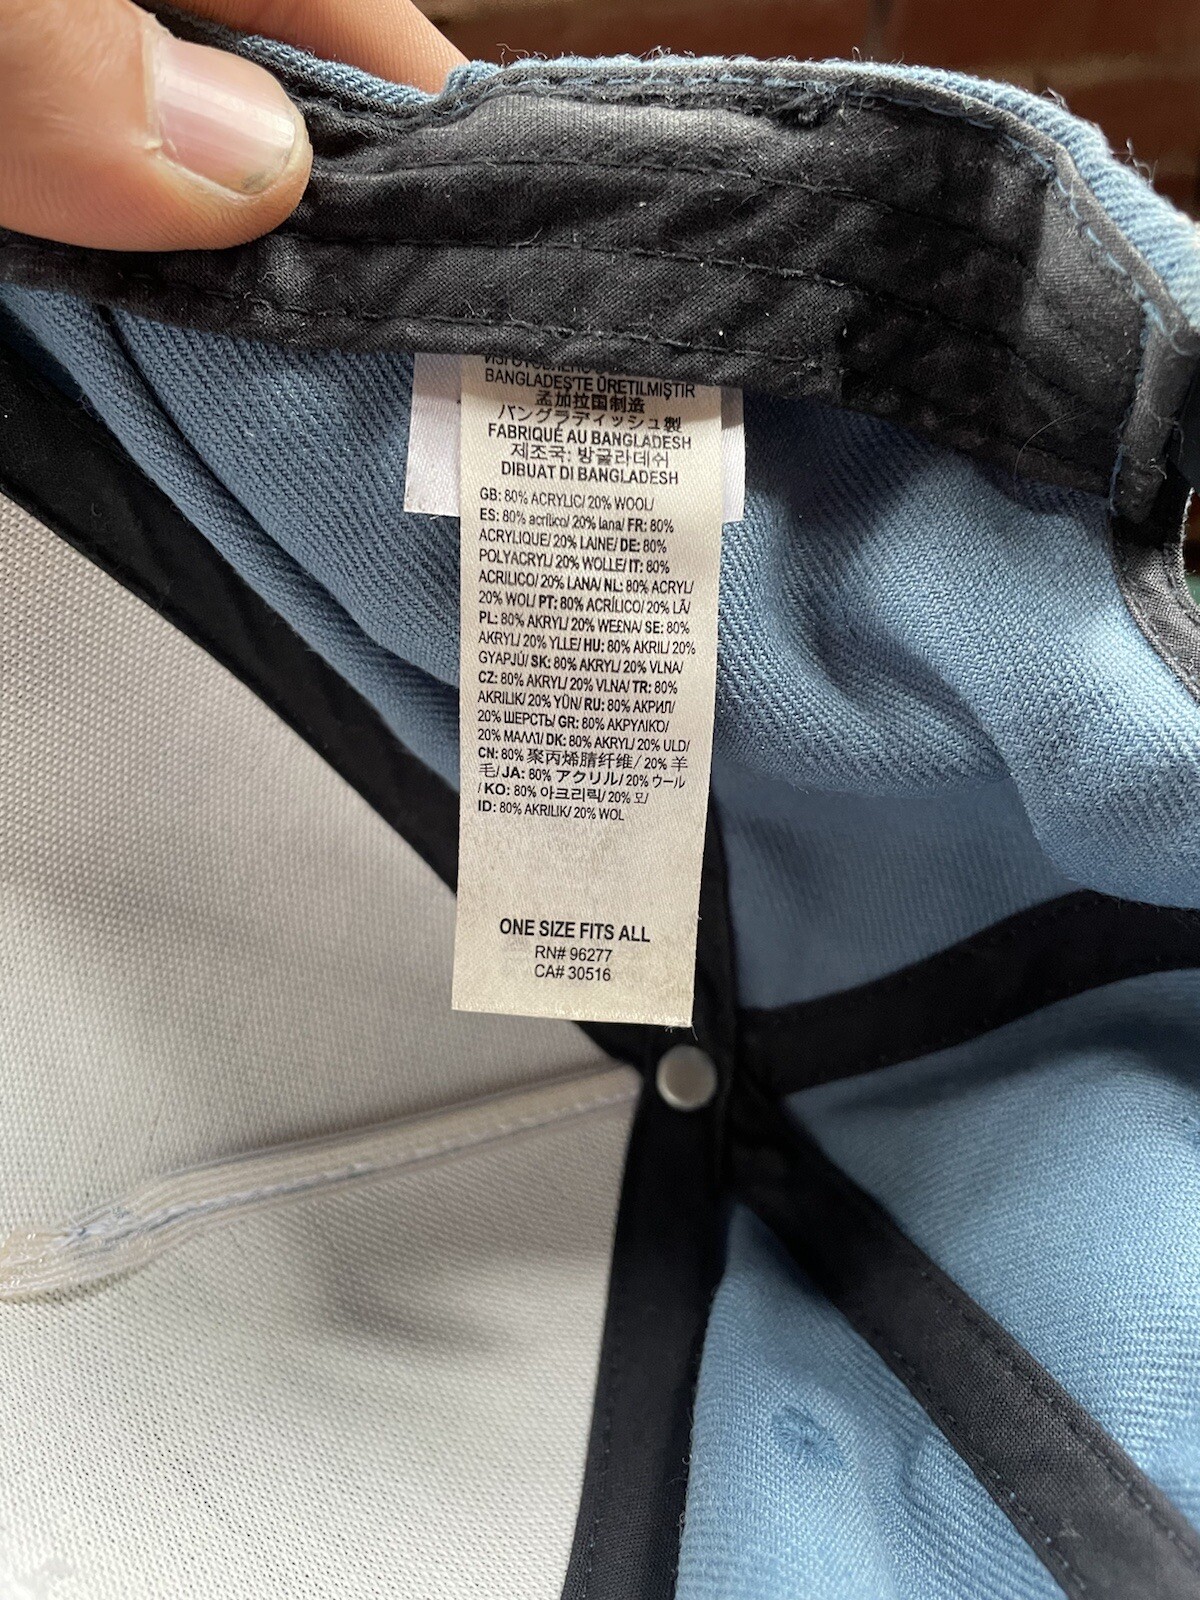 BANGLADEŞ'TE ÜRETILMIŞTIR
孟加拉国制造
バングラディッシュ製
FABRIQUÉ AU BANGLADESH
제조국: 방글라데쉬
DIBUAT DI BANGLADESH
GB: 80% ACRYLIC/ 20% WOOL/
ES: 80% acrílico/ 20% lana/ FR: 80%
ACRYLIQUE/ 20% LAINE/ DE: 80%
POLYACRYL/ 20% WOLLE/ IT: 80%
ACRILICO/ 20% LANA/ NL: 80% ACRYL/
20% WOL/ PT: 80% ACRÍLICO/ 20% LÃ/
PL: 80% AKRYL/ 20% WEŁNA/ SE: 80%
AKRYL/ 20% YLLE/ HU: 80% AKRIL/ 20%
GYAPJÚ/ SK: 80% AKRYL/ 20% VLNA/
CZ: 80% AKRYL/ 20% VLNA/ TR: 80%
AKRILIK/ 20% YÜN/ RU: 80% АКРИЛ/
20% ШЕРСТЬ/ GR: 80% ΑΚΡΥΛΙΚΌ/
20% ΜΑΛΛΊ/ DK: 80% AKRYL/ 20% ULD/
CN: 80% 聚丙烯腈纤维/ 20% 羊
毛/ JA: 80% アクリル/ 20% ウール
/ KO: 80% 아크리릭/ 20% 모/
ID: 80% AKRILIK/ 20% WOL
ONE SIZE FITS ALL
RN# 96277
CA# 30516